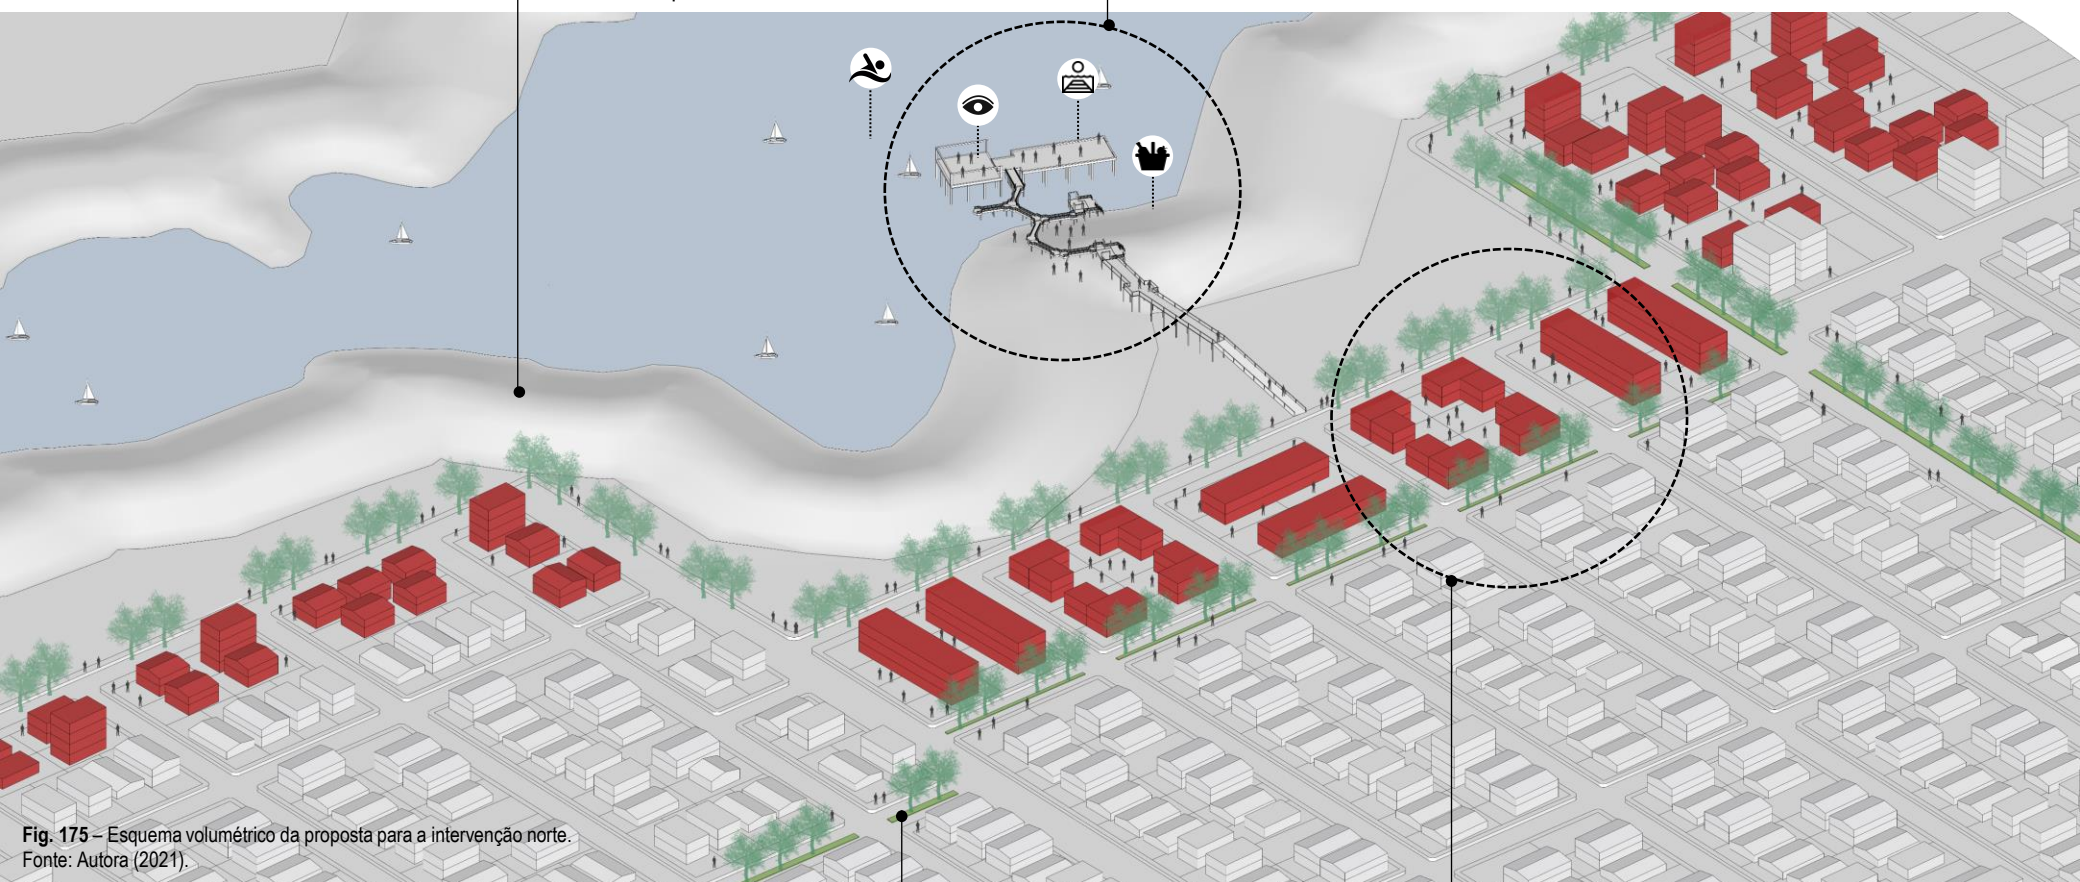 Fig. 175 – Esquema volumétrico da proposta para a intervenção norte.
Fonte: Autora (2021).